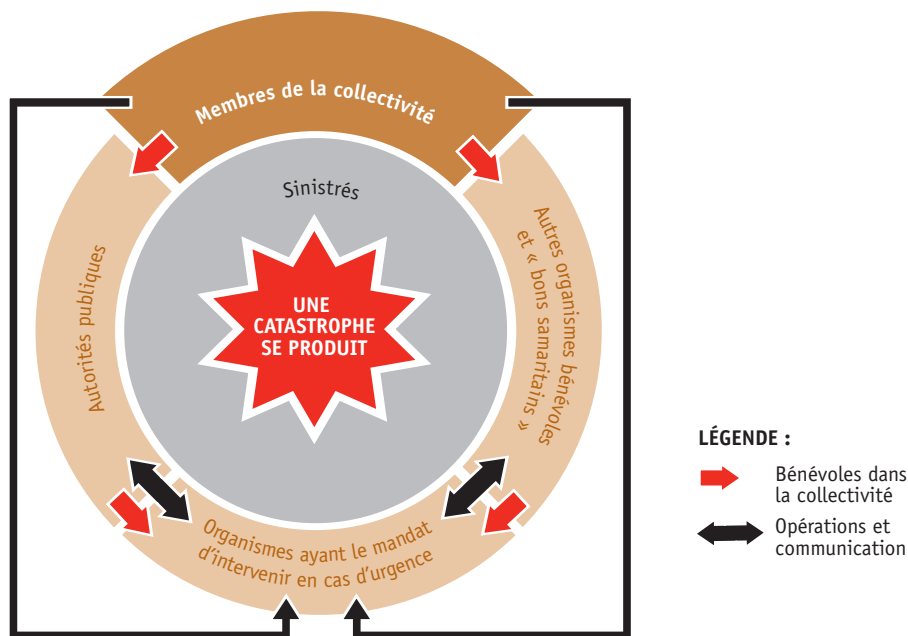 Membres de la collectivité
Sinistrés
UNE
CATASTROPHE
SE PRODUIT
Autorités publiques
Autres organismes bénévoles
et « bons samaritains »
Organismes ayant le mandat
d'intervenir en cas d'urgence
LÉGENDE :
Bénévoles dans
la collectivité
Opérations et
communication